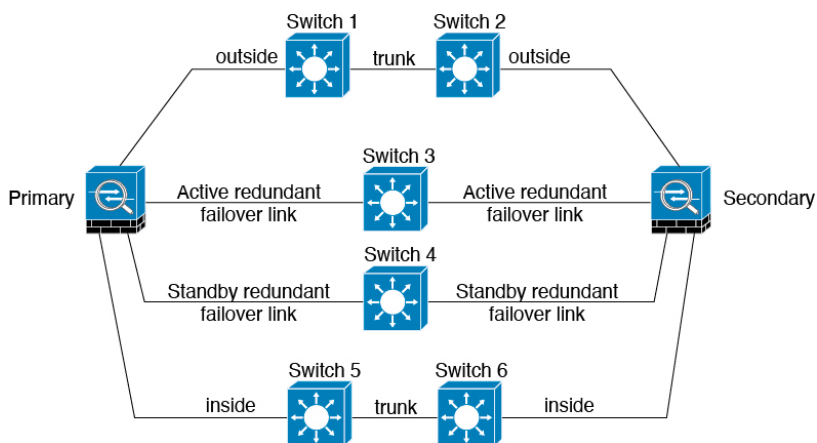 Switch 1
Switch 2
outside
trunk
outside
Switch 3
Primary
Active redundant
failover link
Active redundant
failover link
Secondary
Switch 4
Standby redundant
failover link
Standby redundant
failover link
Switch 5
Switch 6
inside
trunk
inside